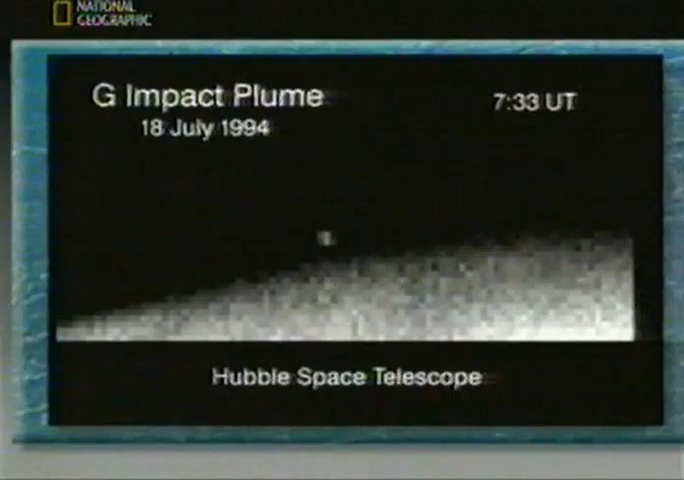 NATIONAL
GEOGRAPHIC
G Impact Plume
7:33 UT
18 July 1994
Hubble Space Telescope